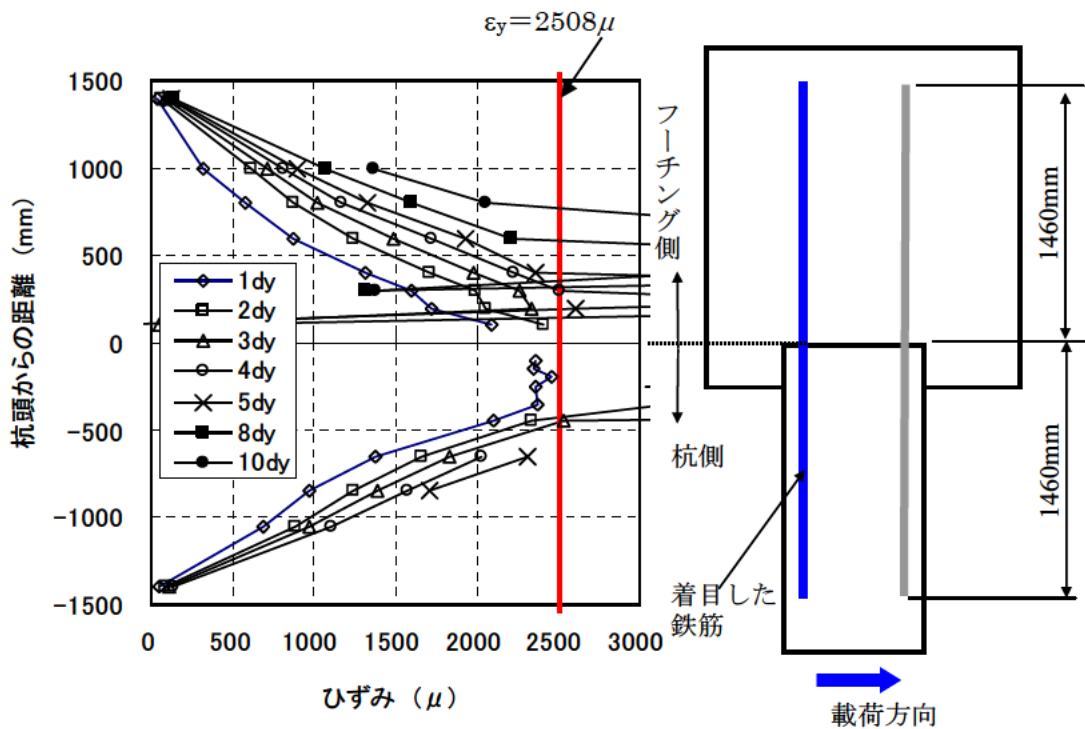 εy＝2508μ
1500
1000
500
0
-500
-1000
-1500
杭頭からの距離（mm）
1dy
2dy
3dy
4dy
5dy
8dy
10dy
0 500 1000 1500 2000 2500 3000
ひずみ（μ）
フーチング側
杭側
1460mm
1460mm
着目した
鉄筋
載荷方向